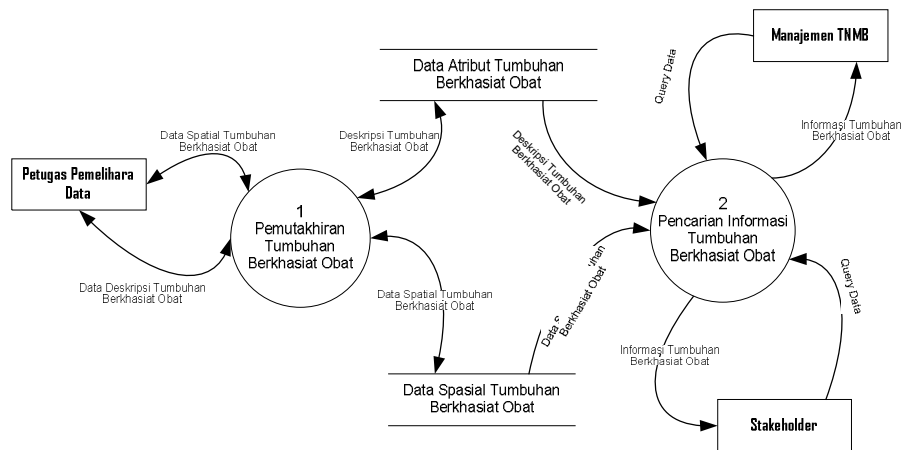 Manajemen TNMB
Data Atribut Tumbuhan
Berkhasiat Obat
Query Data
Data Spatial Tumbuhan
Berkhasiat Obat
Deskripsi Tumbuhan
Berkhasiat Obat
Informasi Tumbuhan
Berkhasiat Obat
Deskripsi Tumbuhan
Berkhasiat Obat
Petugas Pemelihara
Data
1
Pemutakhiran
Tumbuhan
Berkhasiat Obat
2
Pencarian Informasi
Tumbuhan
Berkhasiat Obat
Data Deskripsi Tumbuhan
Berkhasiat Obat
Data Spatial Tumbuhan
Berkhasiat Obat
Data
Berkhasiat Obat
Query Data
Informasi Tumbuhan
Berkhasiat Obat
Data Spasial Tumbuhan
Berkhasiat Obat
Stakeholder